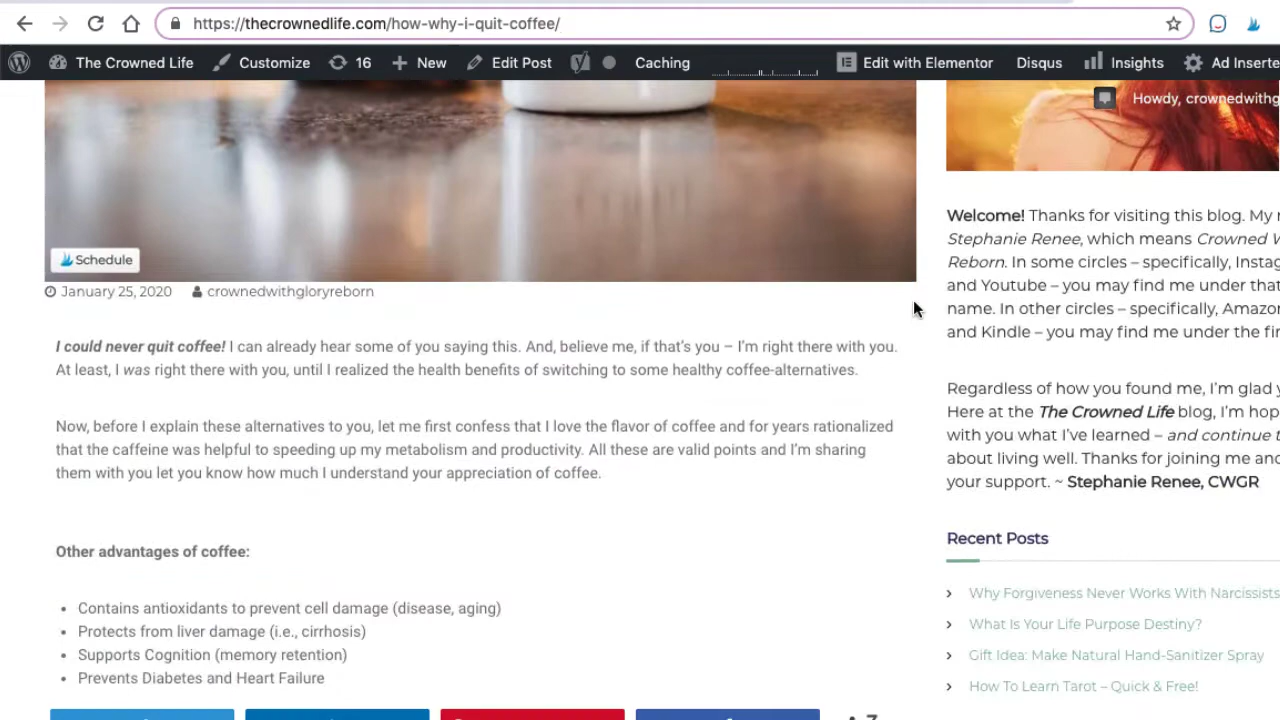 https://thecrownedlife.com/how-why-i-quit-coffee/
The Crowned Life Customize 16 New Edit Post Caching Edit with Elementor Disqus Insights Ad Inserte
Howdy, crownedwithg
Schedule
January 25, 2020 crownedwithgloryreborn
I could never quit coffee! I can already hear some of you saying this. And, believe me, if that's you – I'm right there with you.
At least, I was right there with you, until I realized the health benefits of switching to some healthy coffee-alternatives.
Now, before I explain these alternatives to you, let me first confess that I love the flavor of coffee and for years rationalized
that the caffeine was helpful to speeding up my metabolism and productivity. All these are valid points and I'm sharing
them with you let you know how much I understand your appreciation of coffee.
Other advantages of coffee:
• Contains antioxidants to prevent cell damage (disease, aging)
• Protects from liver damage (i.e., cirrhosis)
• Supports Cognition (memory retention)
• Prevents Diabetes and Heart Failure
Welcome! Thanks for visiting this blog. My
Stephanie Renee, which means Crowned
Reborn. In some circles – specifically, Instag
and Youtube – you may find me under that
name. In other circles – specifically, Amazon
and Kindle – you may find me under the fir
Regardless of how you found me, I'm glad
Here at the The Crowned Life blog, I'm hop
with you what I've learned – and continue
about living well. Thanks for joining me and
your support. ~ Stephanie Renee, CWGR
Recent Posts
Why Forgiveness Never Works With Narcissists
What Is Your Life Purpose Destiny?
Gift Idea: Make Natural Hand-Sanitizer Spray
How To Learn Tarot – Quick & Free!